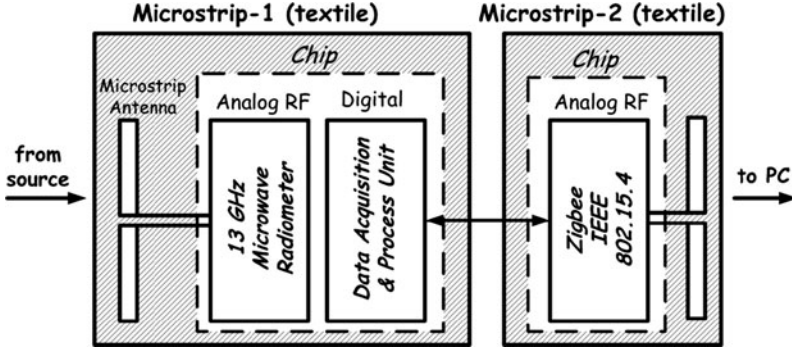 Microstrip-1 (textile)
Microstrip-2 (textile)
Chip
Chip
Microstrip
Antenna
Analog RF
Digital
Analog RF
from
source
13 GHz
Microwave
Radiometer
Data Acquisition
& Process Unit
Zigbee
IEEE
802.15.4
to PC